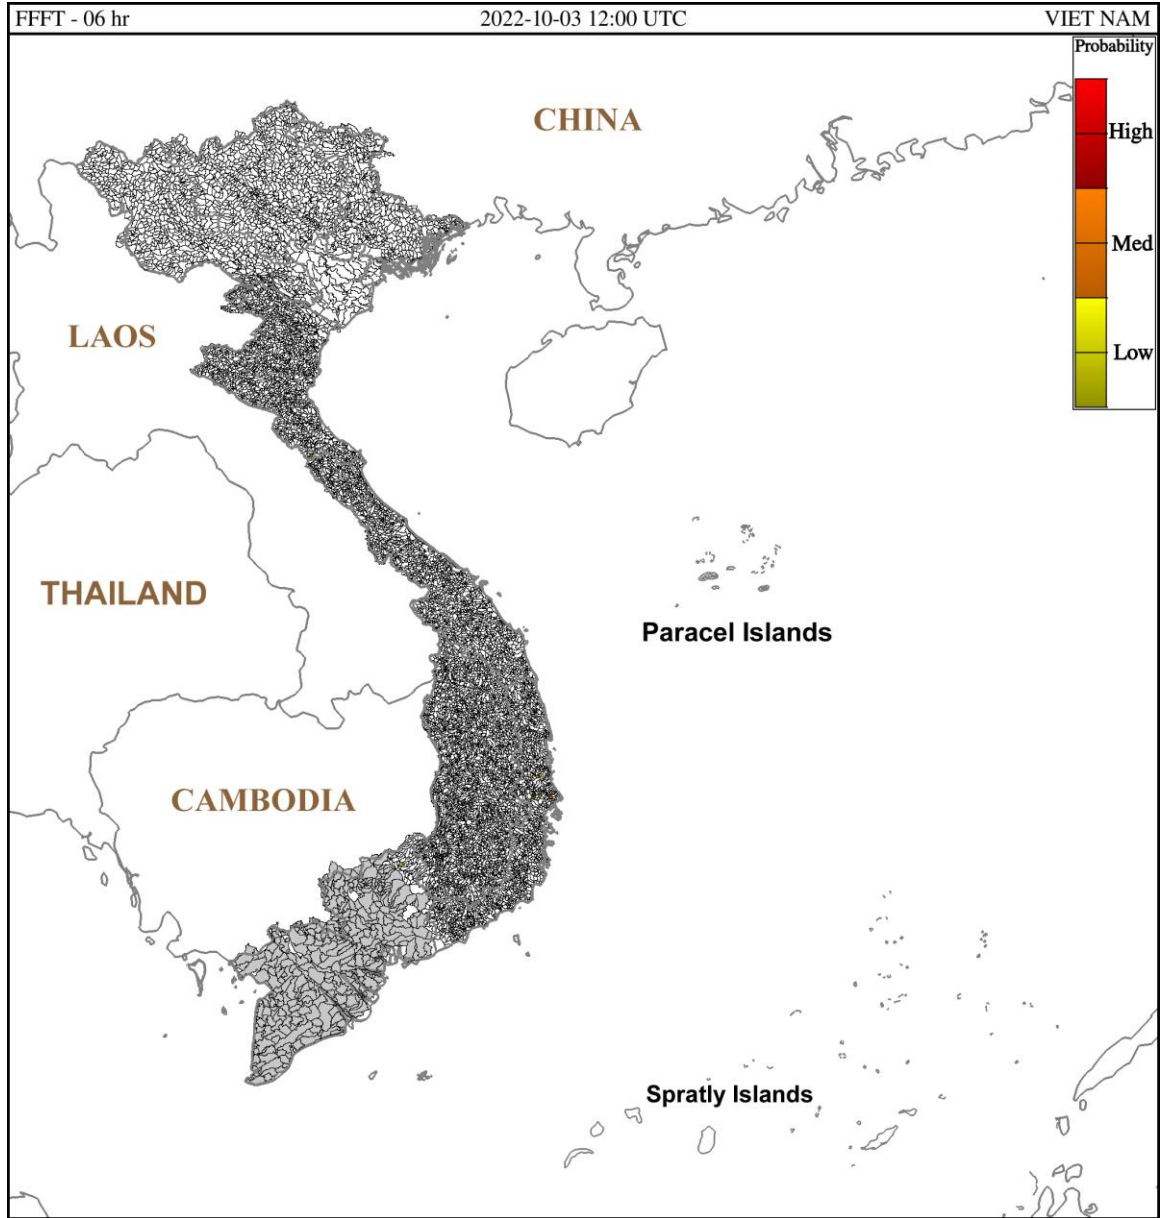 FFFT - 06 hr 2022-10-03 12:00 UTC VIET NAM
Probability
CHINA
High
Med
LAOS
Low
THAILAND
Paracel Islands
CAMBODIA
Spratly Islands